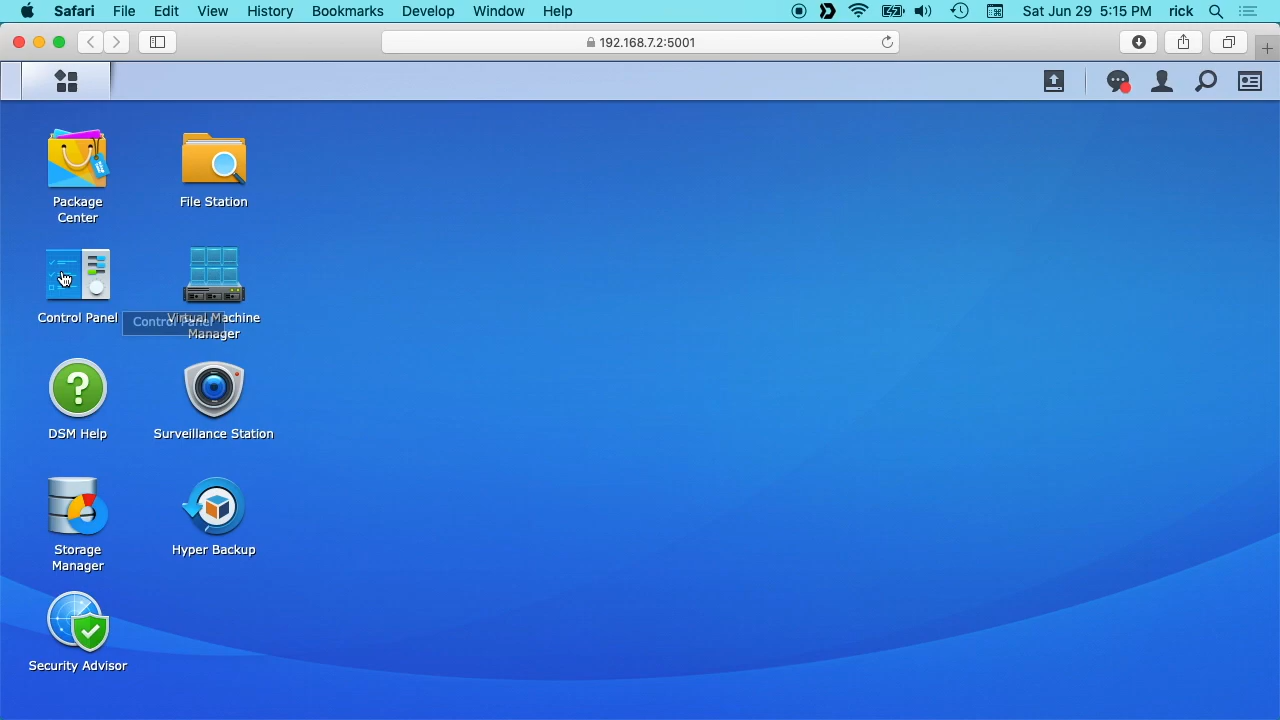 Safari File Edit View History Bookmarks Develop Window Help Sat Jun 29 5:15 PM rick
192.168.7.2:5001
Package
Center
File Station
Control Panel
Virtual Machine
Manager
Control Panel
DSM Help
Surveillance Station
Storage
Manager
Hyper Backup
Security Advisor